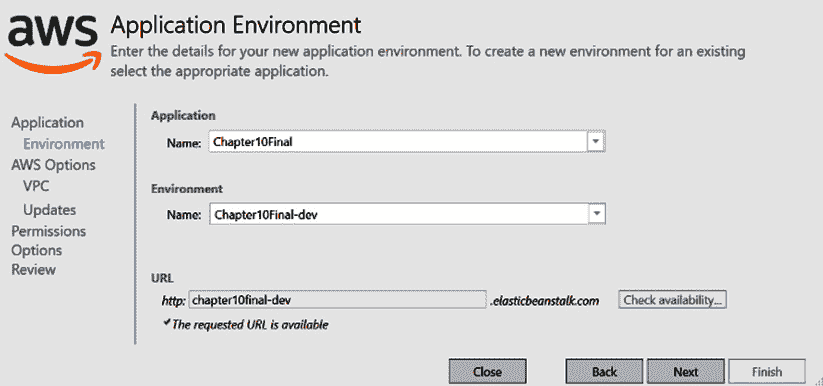 aws
Application Environment
Enter the details for your new application environment. To create a new environment for an existing
select the appropriate application.
Application
Environment
AWS Options
VPC
Updates
Permissions
Options
Review
Application
Name: Chapter10Final
Environment
Name: Chapter10Final-dev
URL
http: chapter10final-dev .elasticbeanstalk.com Check availability...
✓The requested URL is available
Close Back Next Finish